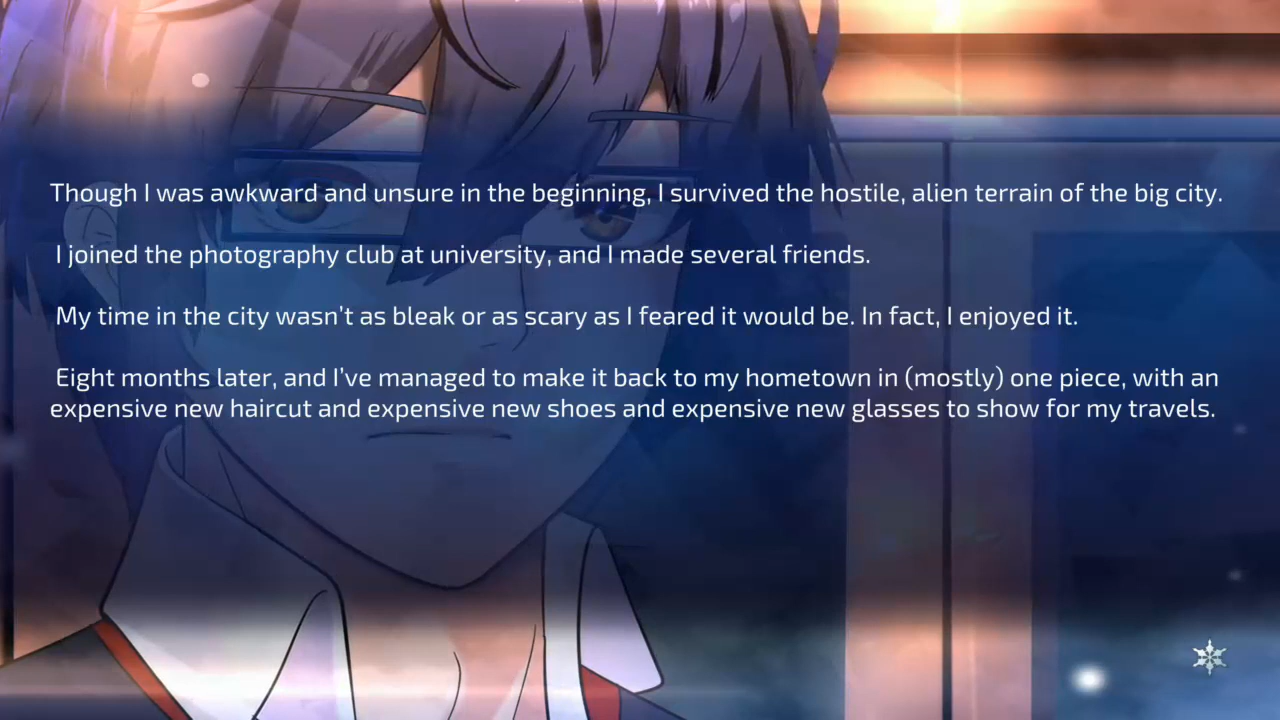 Though I was awkward and unsure in the beginning, I survived the hostile, alien terrain of the big city.
I joined the photography club at university, and I made several friends.
My time in the city wasn't as bleak or as scary as I feared it would be. In fact, I enjoyed it.
Eight months later, and I've managed to make it back to my hometown in (mostly) one piece, with an
expensive new haircut and expensive new shoes and expensive new glasses to show for my travels.